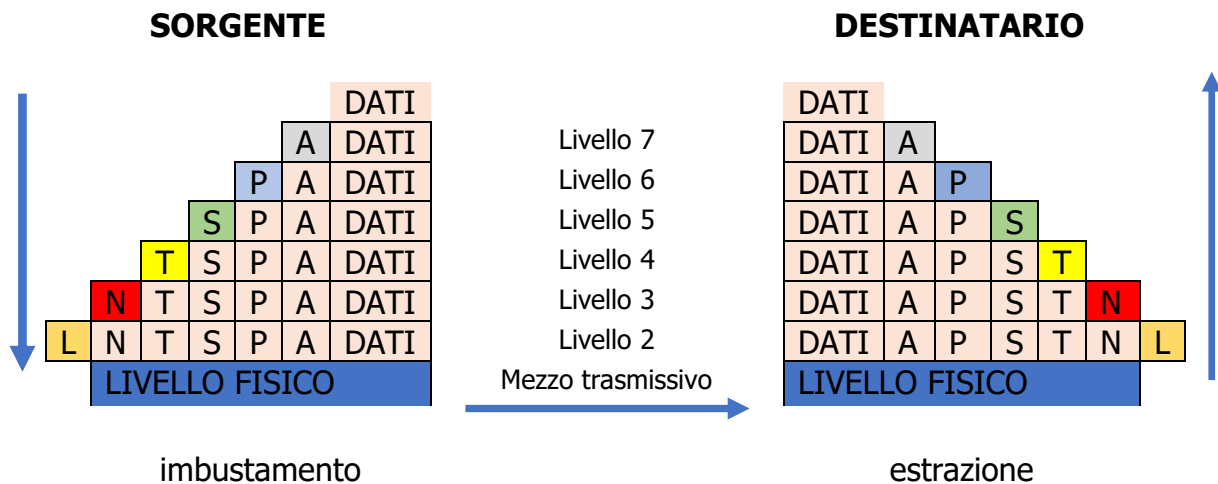 SORGENTE DESTINATARIO
DATI DATI
A DATI Livello 7 DATI A
P A DATI Livello 6 DATI A P
S P A DATI Livello 5 DATI A P S
T S P A DATI Livello 4 DATI A P S T
N T S P A DATI Livello 3 DATI A P S T N
L N T S P A DATI Livello 2 DATI A P S T N L
LIVELLO FISICO Mezzo trasmissivo LIVELLO FISICO
imbustamento estrazione